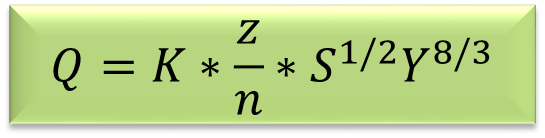 Q = K * z/n * S^{1/2}Y^{8/3}